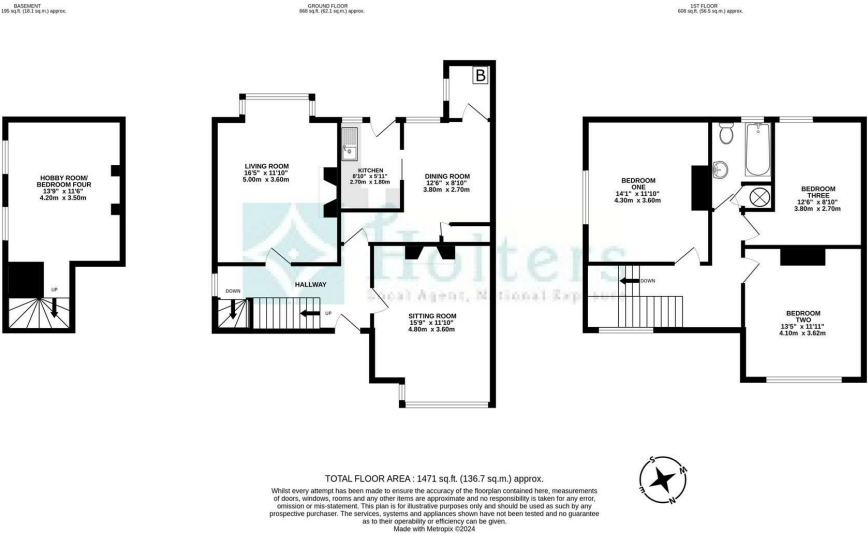 BASEMENT
195 sq.ft. (18.1 sq.m.) approx.
GROUND FLOOR
668 sq.ft. (62.1 sq.m.) approx.
1ST FLOOR
608 sq.ft. (56.5 sq.m.) approx.
HOBBY ROOM/
BEDROOM FOUR
13'9" x 11'6"
4.20m x 3.50m
UP
LIVING ROOM
16'5" x 11'10"
5.00m x 3.60m
KITCHEN
8'10" x 5'11"
2.70m x 1.80m
B
DINING ROOM
12'6" x 8'10"
3.80m x 2.70m
HALLWAY
DOWN
UP
SITTING ROOM
15'9" x 11'10"
4.80m x 3.60m
BEDROOM
ONE
14'1" x 11'10"
4.30m x 3.60m
BEDROOM
THREE
12'6" x 8'10"
3.80m x 2.70m
DOWN
BEDROOM
TWO
13'5" x 11'11"
4.10m x 3.62m
Holters
Local Agent, National Exposure
S
W
E
N
TOTAL FLOOR AREA : 1471 sq.ft. (136.7 sq.m.) approx.
Whilst every attempt has been made to ensure the accuracy of the floorplan contained here, measurements
of doors, windows, rooms and any other items are approximate and no responsibility is taken for any error,
omission or mis-statement. This plan is for illustrative purposes only and should be used as such by any
prospective purchaser. The services, systems and appliances shown have not been tested and no guarantee
as to their operability or efficiency can be given.
Made with Metropix ©2024